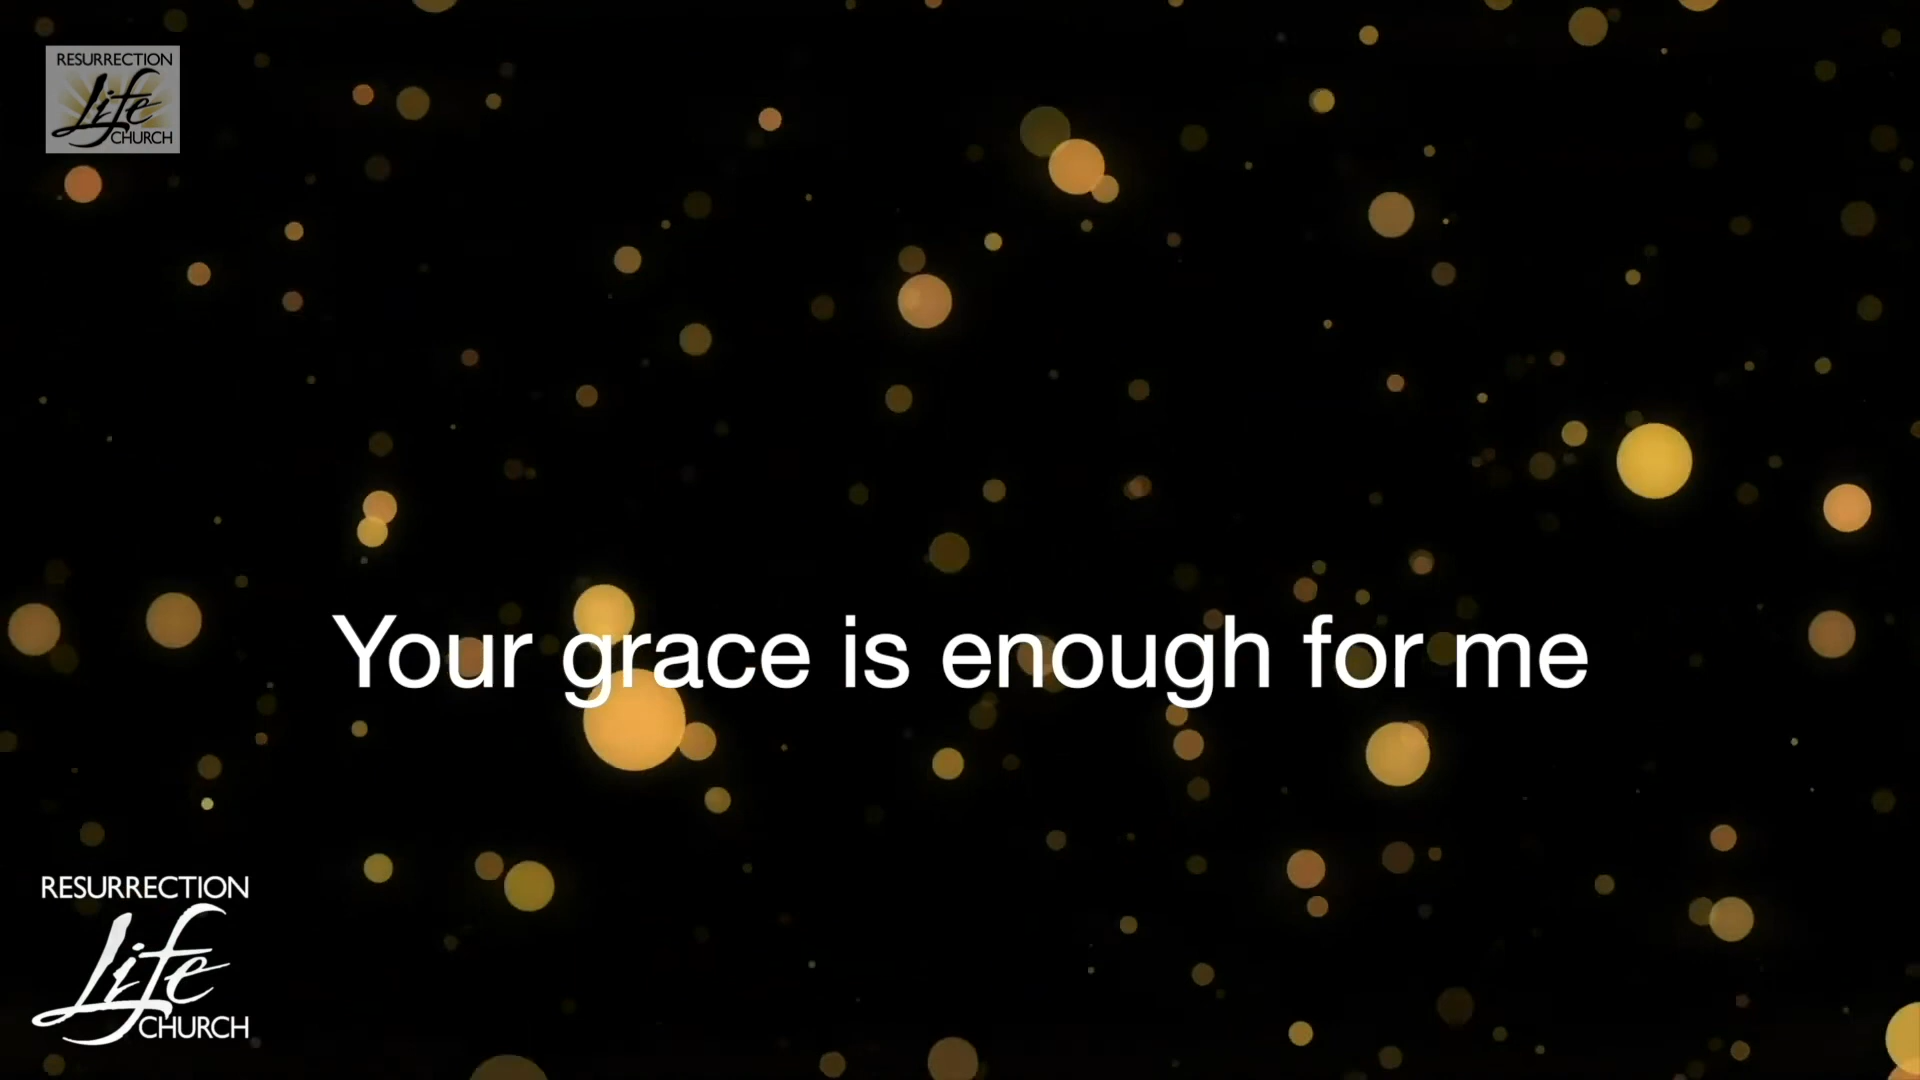 RESURRECTION
Life
CHURCH
Your grace is enough for me
RESURRECTION
Life
CHURCH